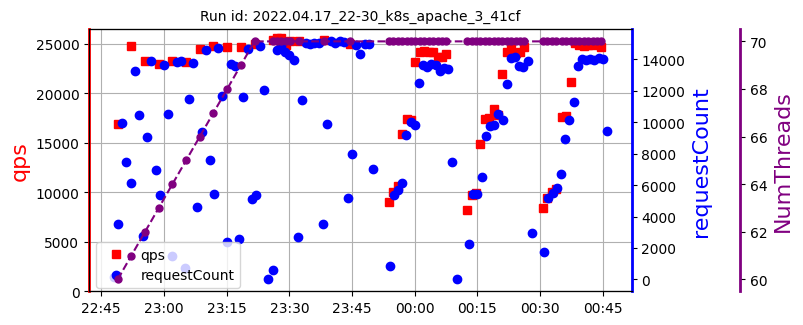 Run id: 2022.04.17_22-30_k8s_apache_3_41cf
25000
20000
15000
10000
5000
0
qps
14000
12000
10000
8000
6000
4000
2000
0
requestCount
70
68
66
64
62
60
NumThreads
qps
requestCount
22:45 23:00 23:15 23:30 23:45 00:00 00:15 00:30 00:45